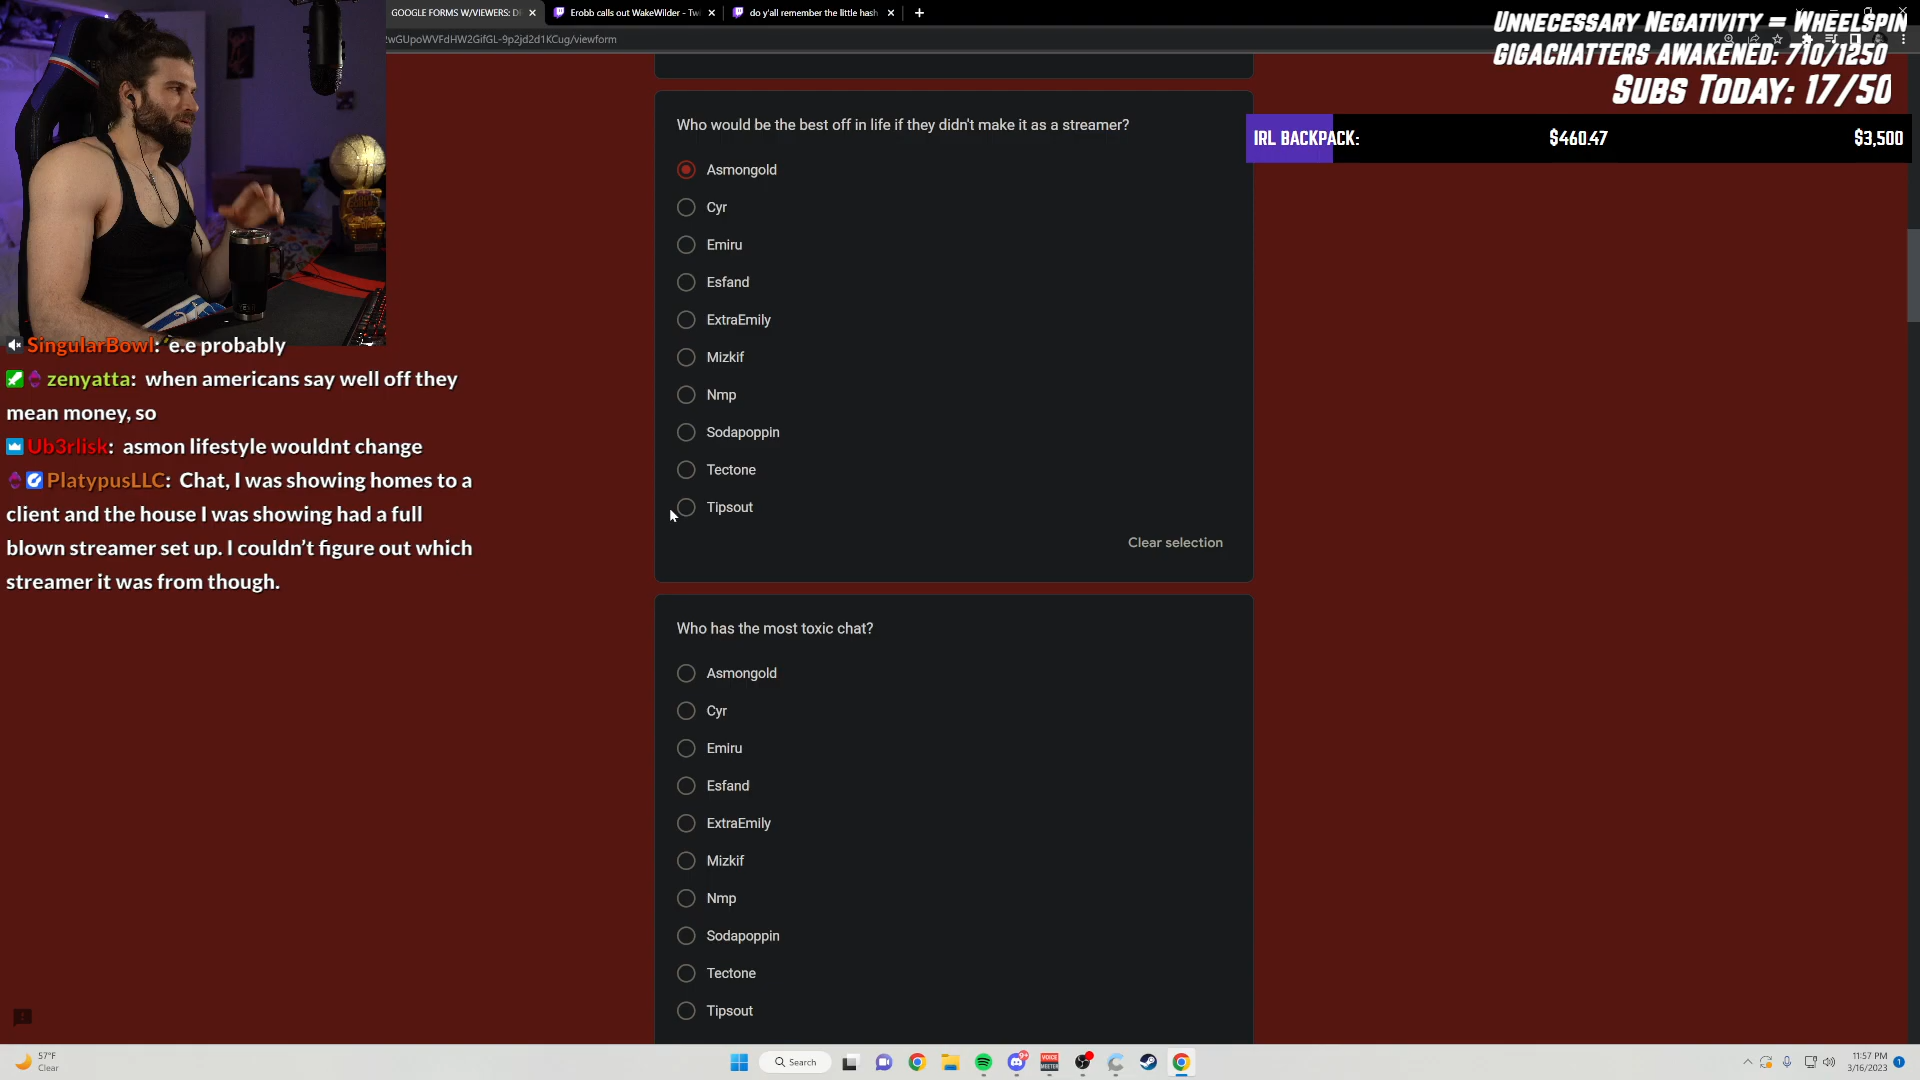 GOOGLE FORMS W/VIEWERS: DI
Erobb calls out WakeWilder - Twi
do y'all remember the little hash
wGUpoWVFdHW2GifGL-9p2jd2d1KCug/viewform
UNNECESSARY NEGATIVITY = WHEELSPIN
GIGACHATTERS AWAKENED: 710/1250
SUBS TODAY: 17/50
IRL BACKPACK: $460.47 $3,500
Who would be the best off in life if they didn't make it as a streamer?
Asmongold
Cyr
Emiru
Esfand
ExtraEmily
Mizkif
Nmp
Sodapoppin
Tectone
Tipsout
Clear selection
SingularBowl: e.e probably
zenyatta: when americans say well off they
mean money, so
Ub3rlisk: asmon lifestyle wouldnt change
PlatypusLLC: Chat, I was showing homes to a
client and the house I was showing had a full
blown streamer set up. I couldn't figure out which
streamer it was from though.
Who has the most toxic chat?
Asmongold
Cyr
Emiru
Esfand
ExtraEmily
Mizkif
Nmp
Sodapoppin
Tectone
Tipsout
57°F
Clear
Search
VOICE
MEETER
11:57 PM
3/16/2023
1